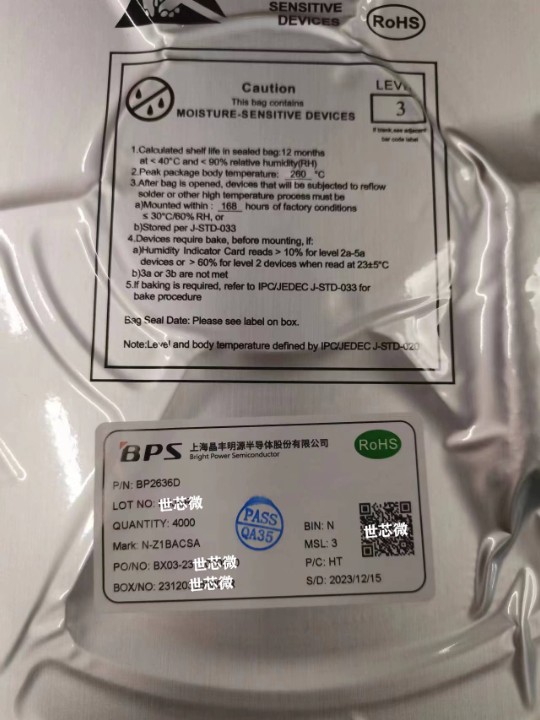 SENSITIVE
DEVICES
RoHS
Caution
This bag contains
MOISTURE-SENSITIVE DEVICES
LEVEL
3
If blank,see adjacent
bar code label
1.Calculated shelf life in sealed bag:12 months
at < 40°C and < 90% relative humidity(RH)
2.Peak package body temperature: 260 °C
3.After bag is opened, devices that will be subjected to reflow
solder or other high temperature process must be
a)Mounted within : 168 hours of factory conditions
≤ 30°C/60% RH, or
b)Stored per J-STD-033
4.Devices require bake, before mounting, if:
a)Humidity Indicator Card reads > 10% for level 2a-5a
devices or > 60% for level 2 devices when read at 23±5°C
b)3a or 3b are not met
5.If baking is required, refer to IPC/JEDEC J-STD-033 for
bake procedure
Bag Seal Date: Please see label on box.
Note:Level and body temperature defined by IPC/JEDEC J-STD-020
BPS 上海晶丰明源半导体股份有限公司
Bright Power Semiconductor
RoHS
P/N: BP2636D
LOT NO: 世芯微
QUANTITY: 4000
Mark: N-Z1BACSA
PO/NO: BX03-23 世芯微
BOX/NO: 23120 世芯微
PASS
QA35
BIN: N
MSL: 3
P/C: HT
S/D: 2023/12/15
世芯微